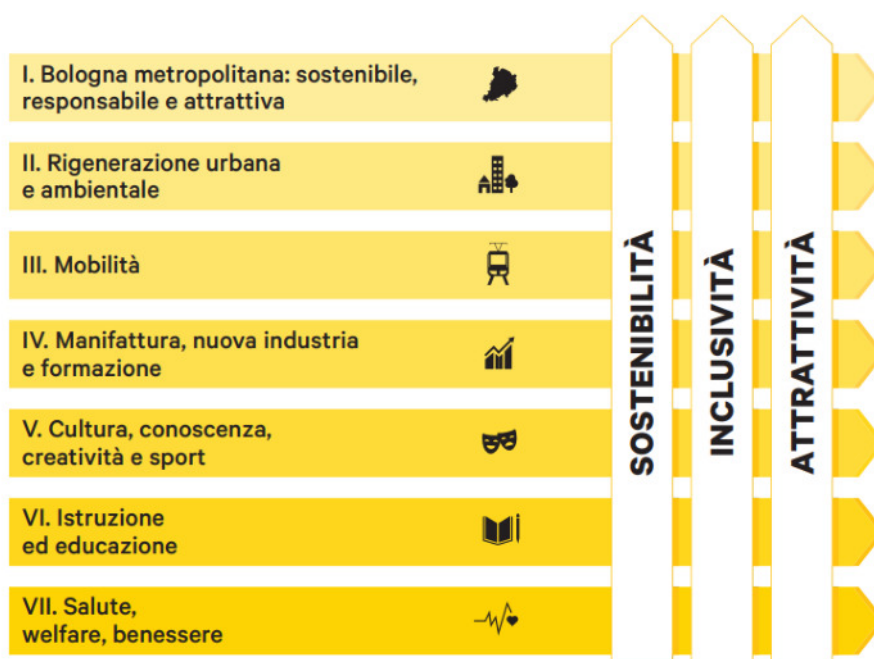 I. Bologna metropolitana: sostenibile,
responsabile e attrattiva
II. Rigenerazione urbana
e ambientale
III. Mobilità
IV. Manifattura, nuova industria
e formazione
V. Cultura, conoscenza,
creatività e sport
VI. Istruzione
ed educazione
VII. Salute,
welfare, benessere
SOSTENIBILITÀ
INCLUSIVITÀ
ATTRATTIVITÀ